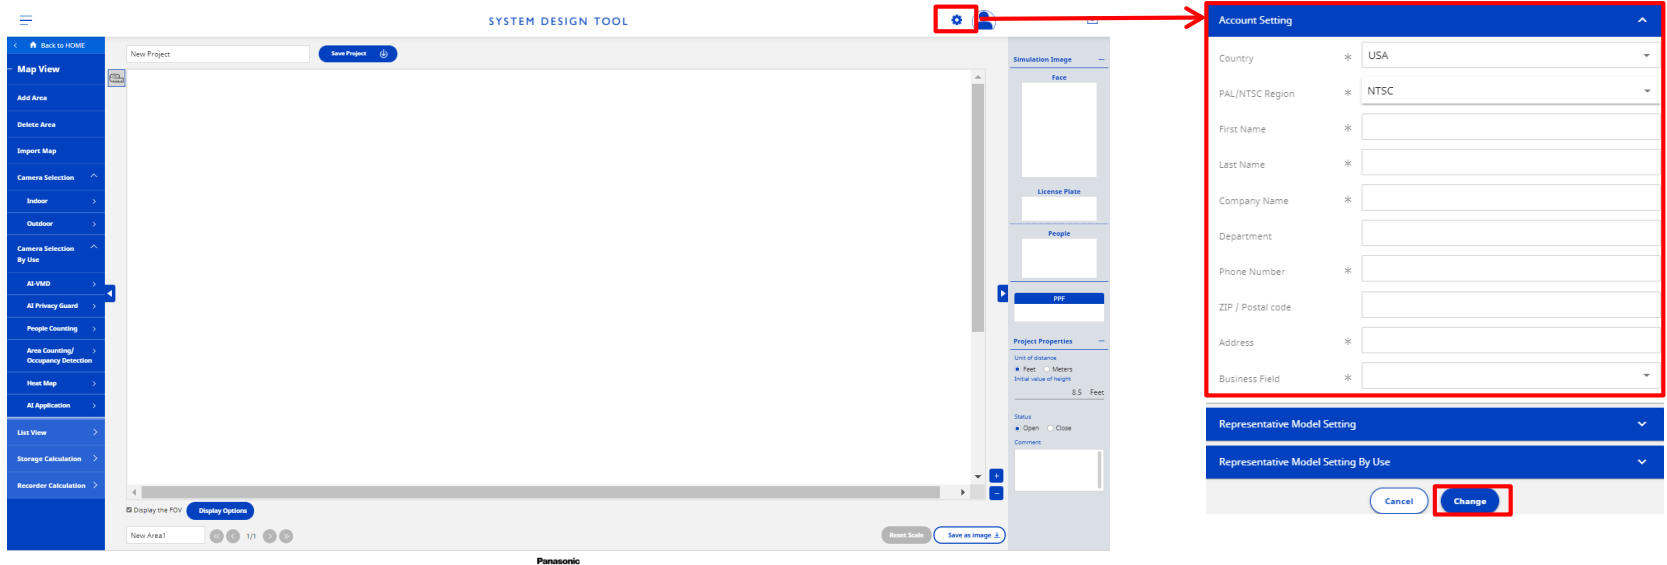 SYSTEM DESIGN TOOL
Back to HOME
Map View
Add Area
Delete Area
Import Map
Camera Selection
Indoor
Outdoor
Camera Selection
By Use
AI-VMD
AI Privacy Guard
People Counting
Area Counting/
Occupancy Detection
Heat Map
AI Application
List View
Storage Calculation
Recorder Calculation
New Project
Save Project
Display the FOV
Display Options
New Area1
1/1
Reset Scale
Save as image
Simulation Image
Face
License Plate
People
PPF
Project Properties
Unit of distance
Feet Meters
Initial value of height
8.5 Feet
Status
Open Close
Comment
Panasonic
Account Setting
Country * USA
PAL/NTSC Region * NTSC
First Name *
Last Name *
Company Name *
Department
Phone Number *
ZIP / Postal code
Address *
Business Field *
Representative Model Setting
Representative Model Setting By Use
Cancel
Change